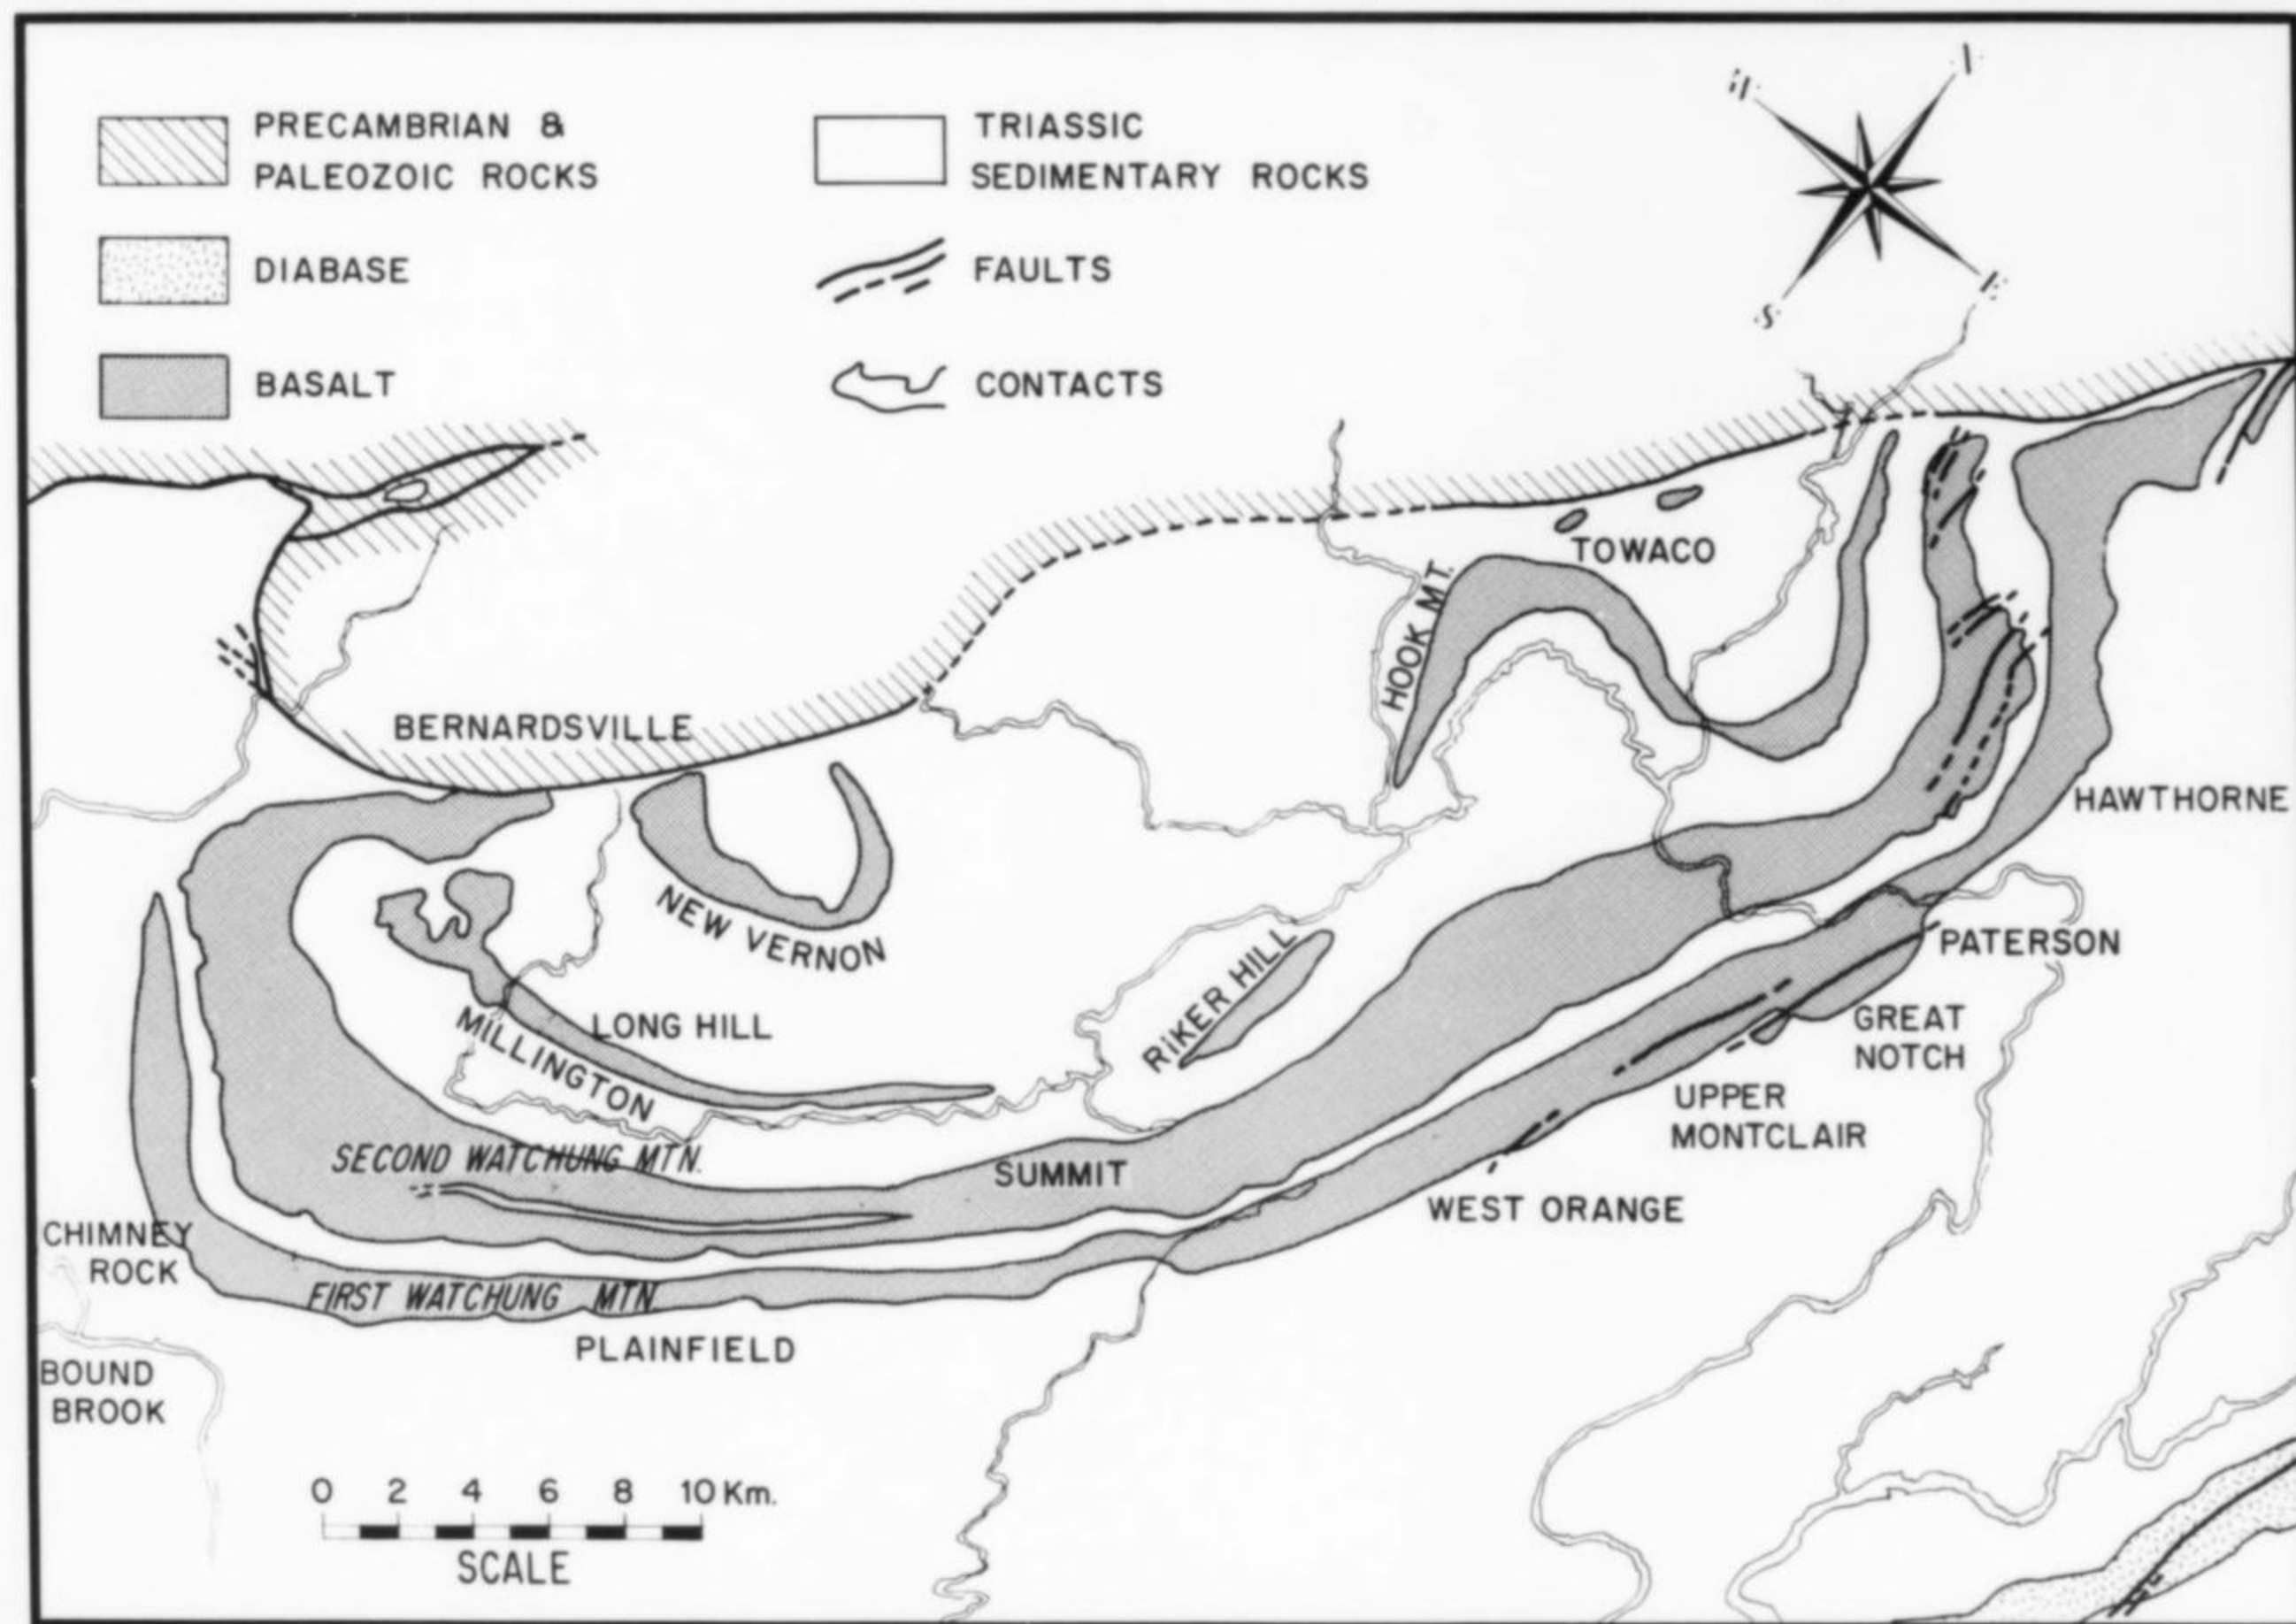 PRECAMBRIAN &
PALEOZOIC ROCKS
DIABASE
BASALT
TRIASSIC
SEDIMENTARY ROCKS
FAULTS
CONTACTS
S
E
TOWACO
HOOK MT.
BERNARDSVILLE
HAWTHORNE
NEW VERNON
PATERSON
RIKER HILL
LONG HILL
MILLINGTON
GREAT
NOTCH
UPPER
MONTCLAIR
SECOND WATCHUNG MTN.
SUMMIT
WEST ORANGE
CHIMNEY
ROCK
FIRST WATCHUNG MTN
PLAINFIELD
BOUND
BROOK
0 2 4 6 8 10 Km.
SCALE